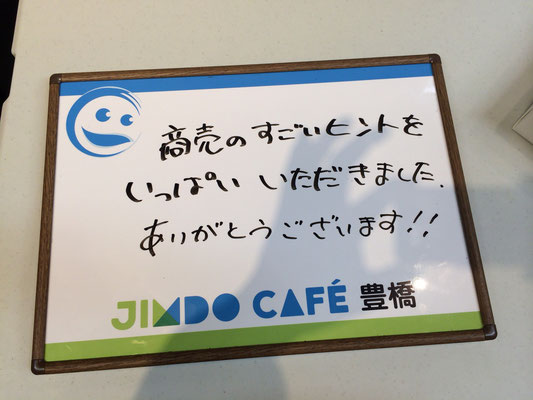 商売のすごいヒントを
いっぱい いただきました.
ありがとうございます!!
JIMDO CAFÉ 豊橋